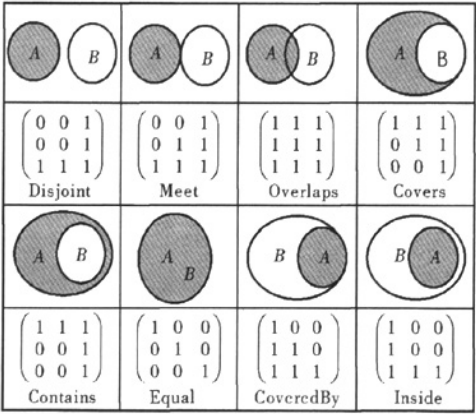 A B A B A B A B
0 0 1 0 0 1 1 1 1 1 1 1
0 0 1 0 1 1 1 1 1 0 1 1
1 1 1 1 1 1 1 1 1 0 0 1
Disjoint Meet Overlaps Covers
A B A B B A B A
1 1 1 1 0 0 1 0 0 1 0 0
0 0 1 0 1 0 1 1 0 1 0 0
0 0 1 0 0 1 1 1 1 1 1 1
Contains Equal CoveredBy Inside